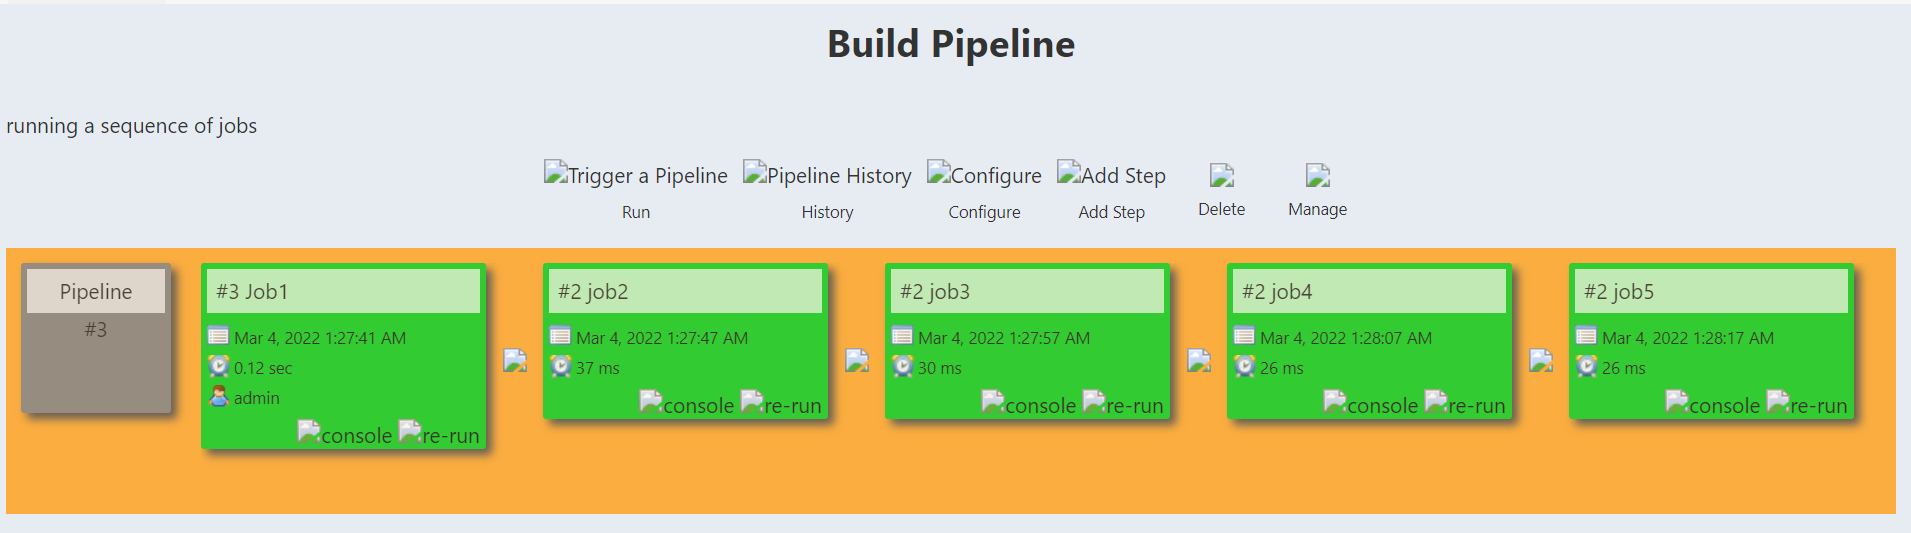 Build Pipeline
running a sequence of jobs
Trigger a Pipeline Pipeline History Configure Add Step
Run History Configure Add Step Delete Manage
Pipeline
#3
#3 Job1
Mar 4, 2022 1:27:41 AM
0.12 sec
admin
console re-run
#2 job2
Mar 4, 2022 1:27:47 AM
37 ms
console re-run
#2 job3
Mar 4, 2022 1:27:57 AM
30 ms
console re-run
#2 job4
Mar 4, 2022 1:28:07 AM
26 ms
console re-run
#2 job5
Mar 4, 2022 1:28:17 AM
26 ms
console re-run